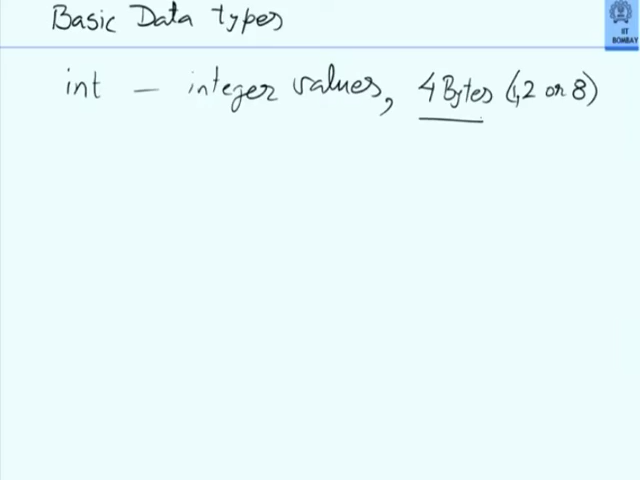 Basic Data types
IIT
BOMBAY
int — integer values, 4 Bytes (1,2 or 8)